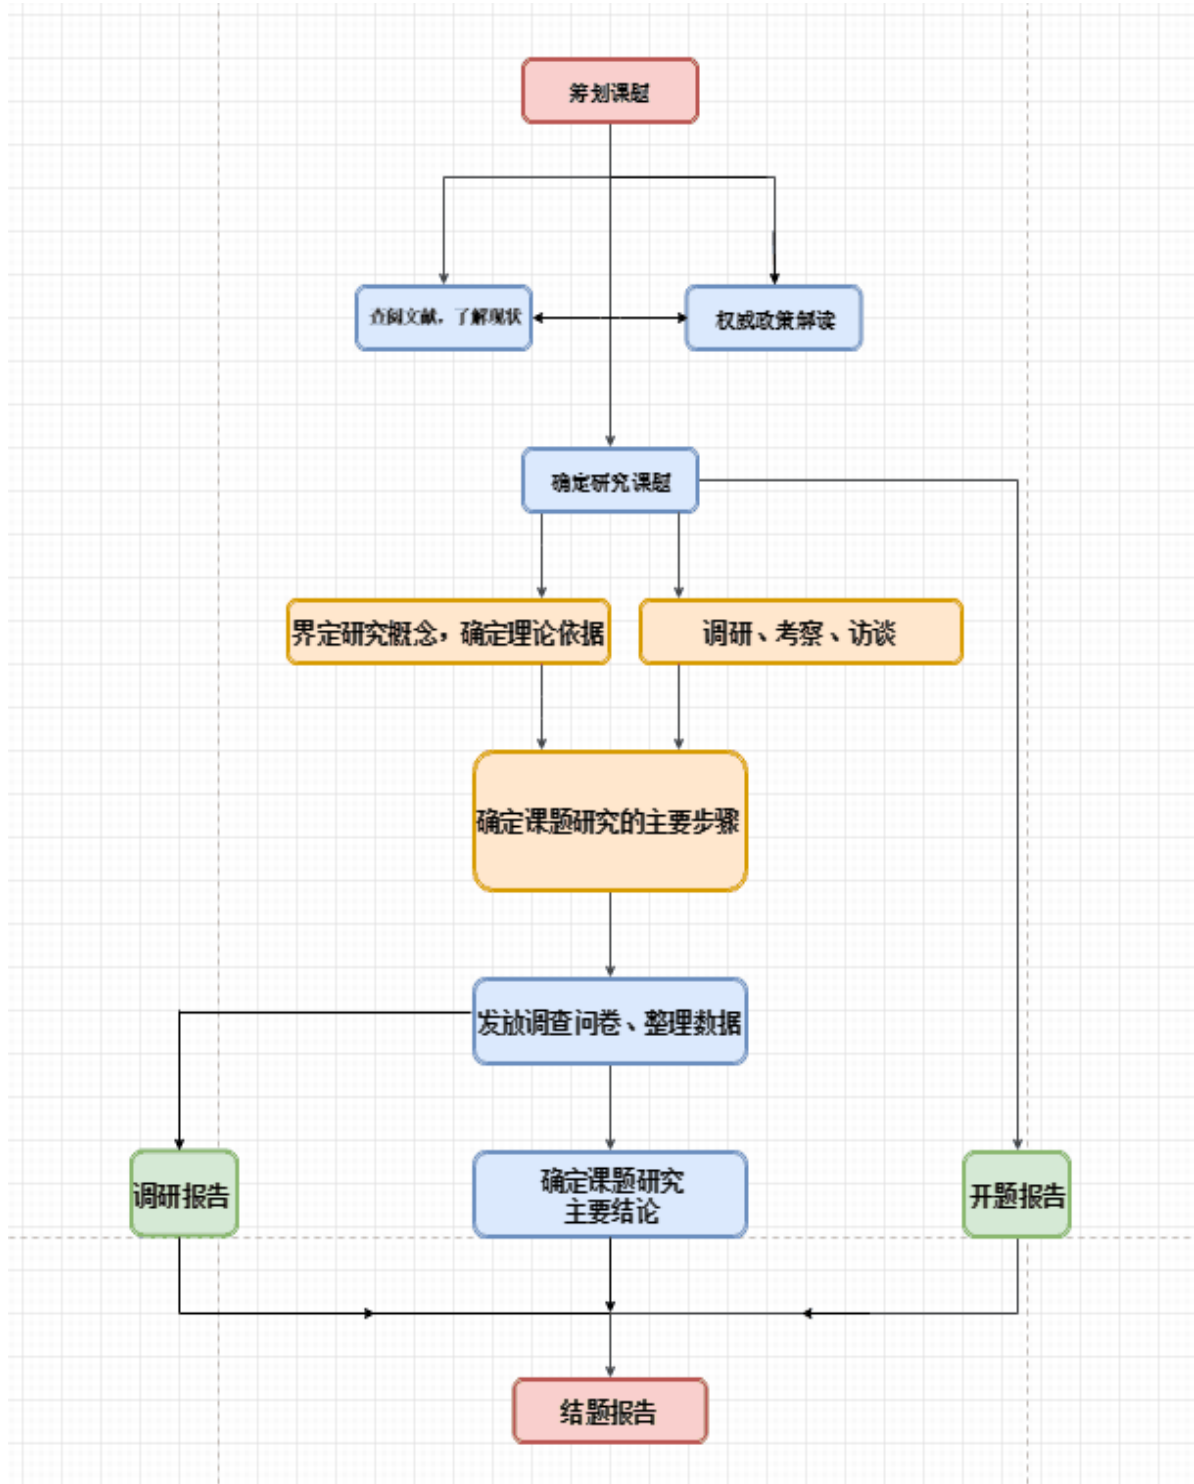 筹划课题
查阅文献，了解现状
权威政策解读
确定研究课题
界定研究概念，确定理论依据
调研、考察、访谈
确定课题研究的主要步骤
发放调查问卷、整理数据
调研报告
确定课题研究
主要结论
开题报告
结题报告